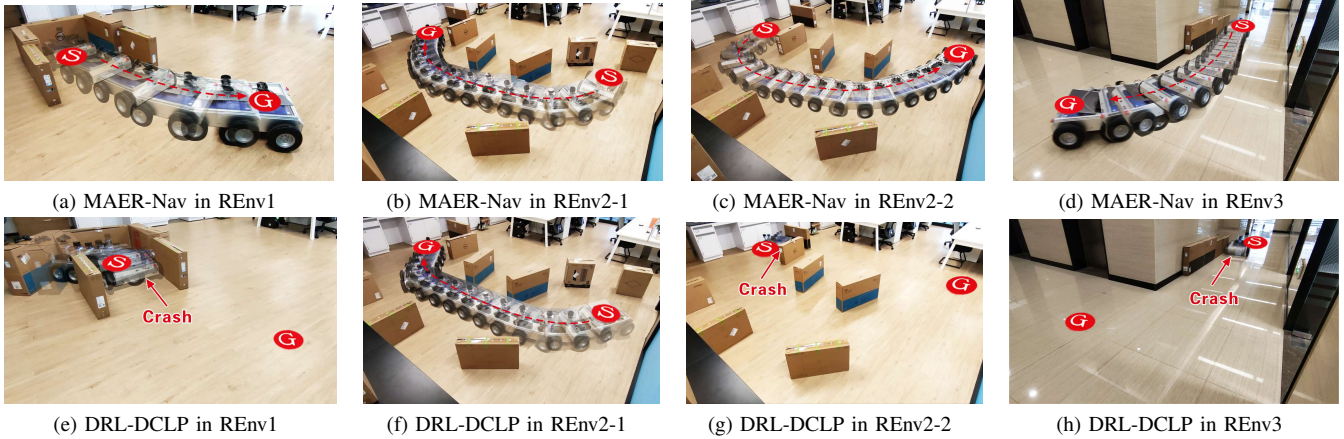 S
G
G
S
S
G
S
G
(a) MAER-Nav in REnv1
(b) MAER-Nav in REnv2-1
(c) MAER-Nav in REnv2-2
(d) MAER-Nav in REnv3
S
Crash
G
G
S
S
Crash
G
S
Crash
G
(e) DRL-DCLP in REnv1
(f) DRL-DCLP in REnv2-1
(g) DRL-DCLP in REnv2-2
(h) DRL-DCLP in REnv3